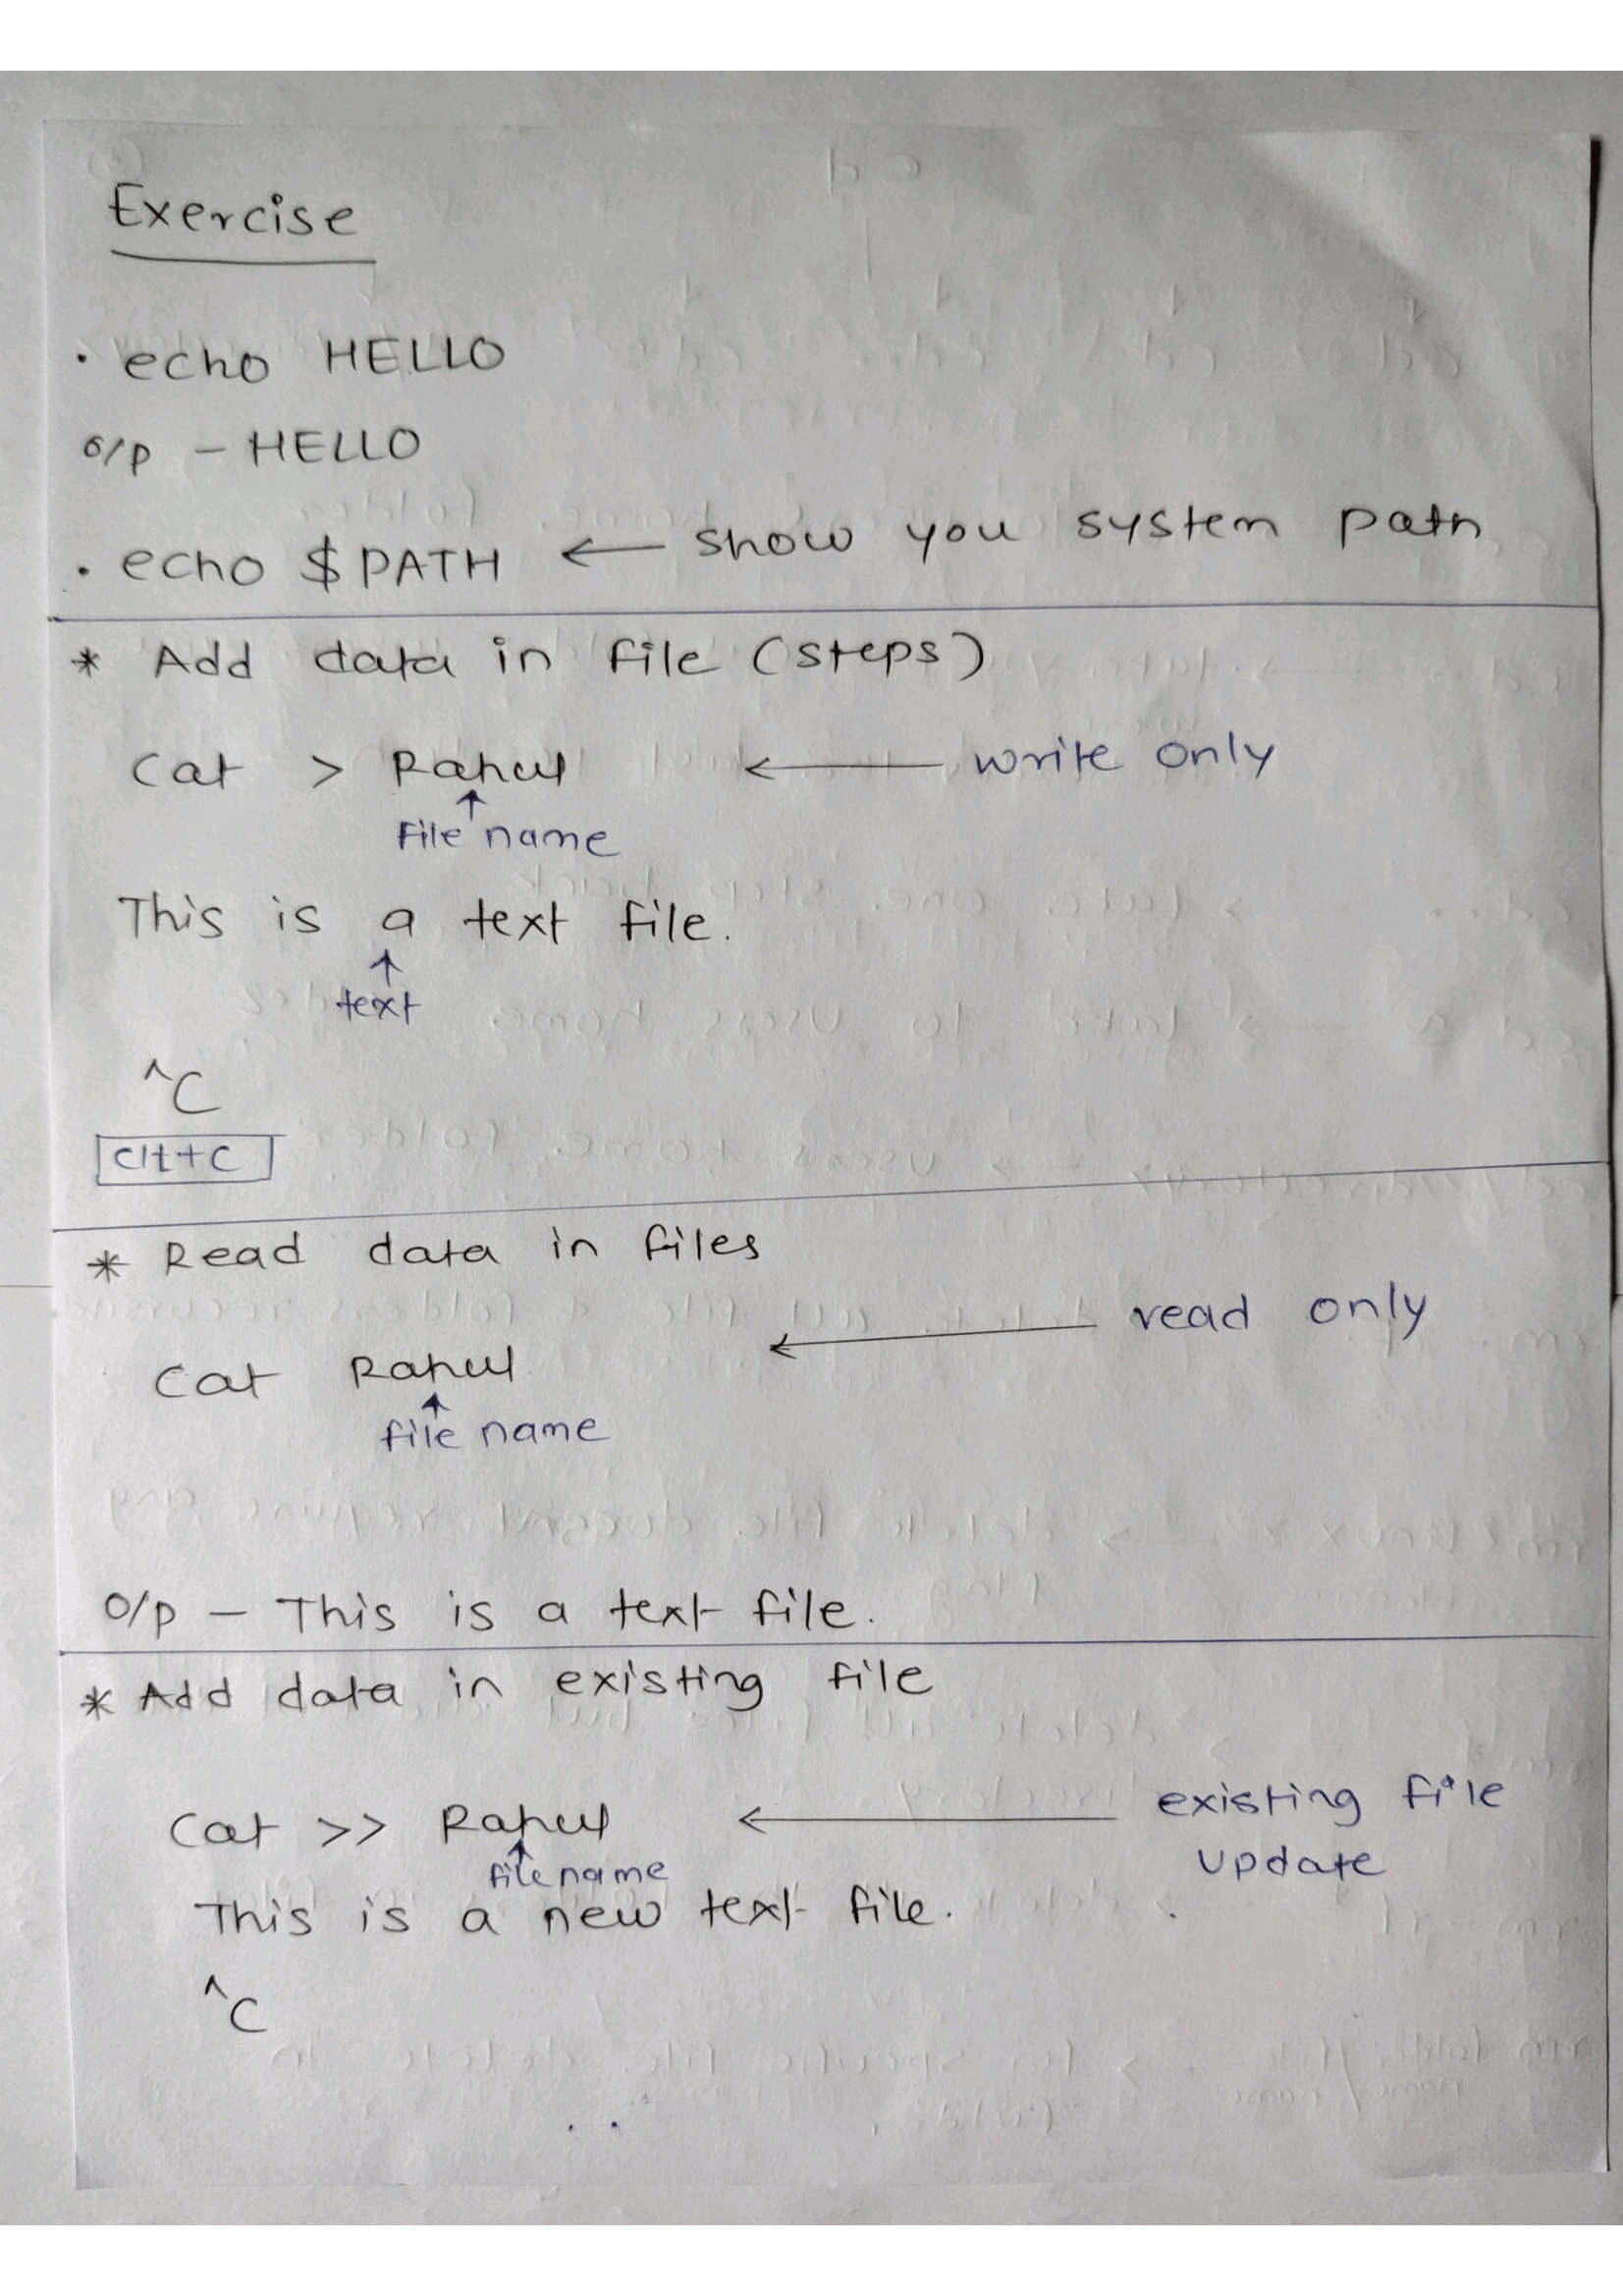 Exercise
• echo HELLO
o/p – HELLO
• echo $PATH ← show you system path
* Add data in file (steps)
Cat > Rahul ← write only
↑
File name
This is a text file.
↑
text
^C
clt+C
* Read data in files
read only
Cat Rahul ←
↑
file name
o/p – This is a text file.
* Add data in existing file
Cat >> Rahul ← existing file
↑
file name update
This is a new text file.
^C